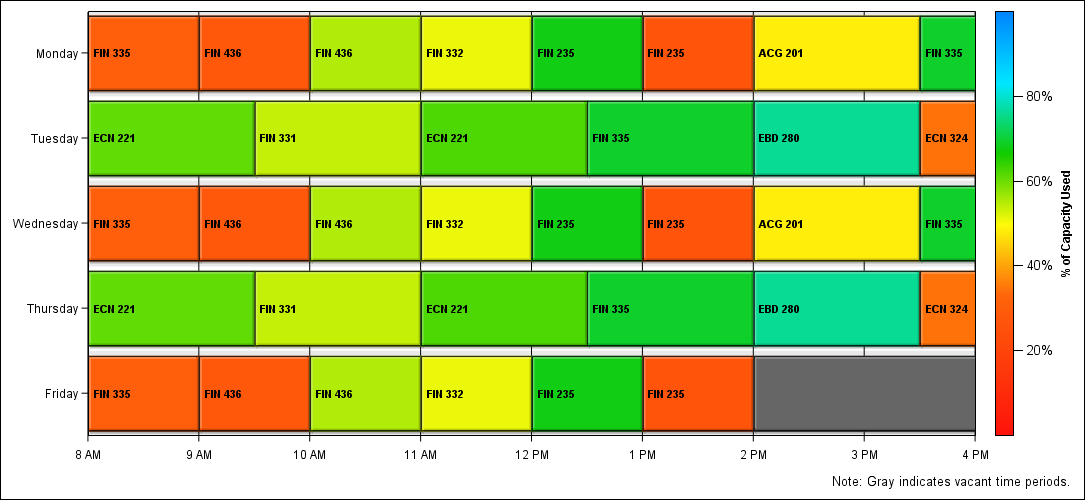 Monday FIN 335 FIN 436 FIN 436 FIN 332 FIN 235 FIN 235 ACG 201 FIN 335
Tuesday ECN 221 FIN 331 ECN 221 FIN 335 EBD 280 ECN 324
Wednesday FIN 335 FIN 436 FIN 436 FIN 332 FIN 235 FIN 235 ACG 201 FIN 335
Thursday ECN 221 FIN 331 ECN 221 FIN 335 EBD 280 ECN 324
Friday FIN 335 FIN 436 FIN 436 FIN 332 FIN 235 FIN 235
8 AM 9 AM 10 AM 11 AM 12 PM 1 PM 2 PM 3 PM 4 PM
80%
60%
40%
20%
% of Capacity Used
Note: Gray indicates vacant time periods.